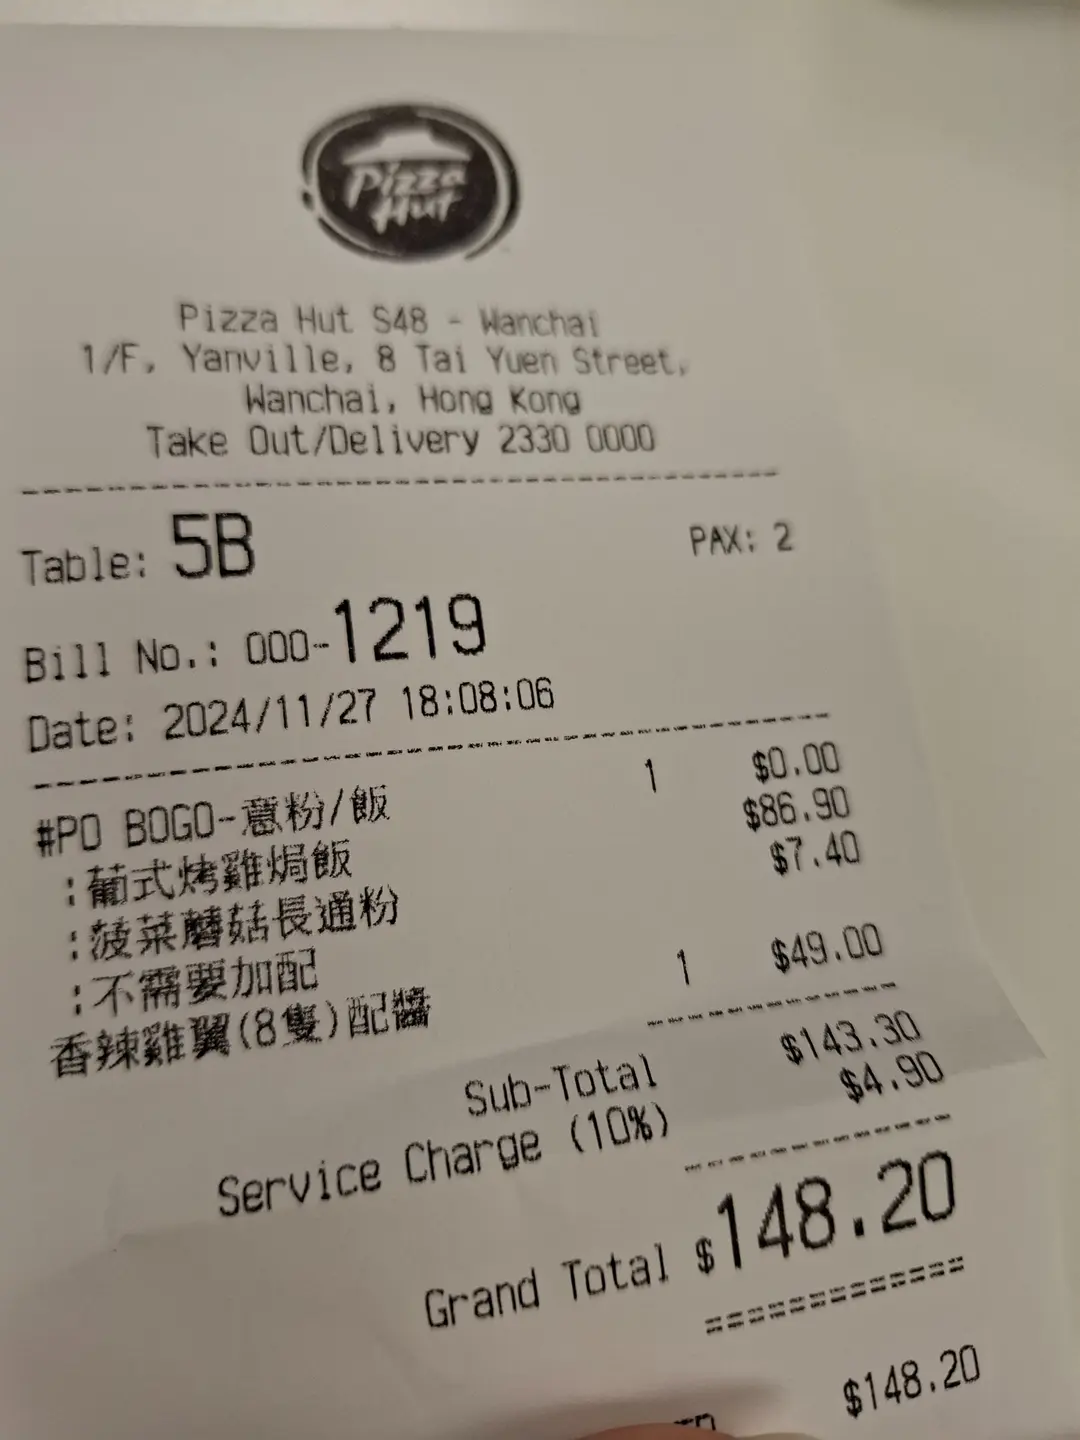 Pizza
Hut
Pizza Hut S48 - Wanchai
1/F, Yanville, 8 Tai Yuen Street,
Wanchai, Hong Kong
Take Out/Delivery 2330 0000
Table: 5B PAX: 2
Bill No.: 000-1219
Date: 2024/11/27 18:08:06
#PO BOGO-意粉/飯 1 $0.00
:葡式烤雞焗飯 $86.90
:菠菜蘑菇長通粉 $7.40
:不需要加配
香辣雞翼(8隻)配醬 1 $49.00
Sub-Total $143.30
Service Charge (10%) $4.90
Grand Total $148.20
$148.20